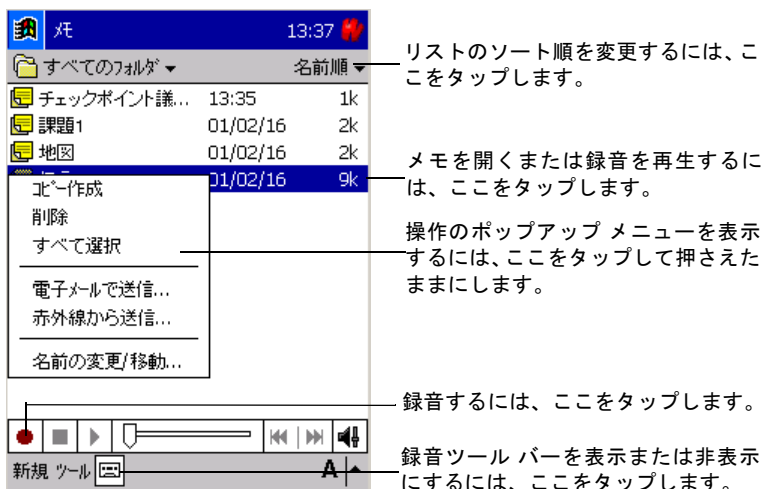 メモ 13:37
すべてのフォルダ ▼ 名前順 ▼
チェックポイント議... 13:35 1k
課題1 01/02/16 2k
地図 01/02/16 2k
01/02/16 9k
コピー作成
削除
すべて選択
電子メールで送信...
赤外線から送信...
名前の変更/移動...
新規 ツール A
リストのソート順を変更するには、こ
こをタップします。
メモを開くまたは録音を再生するに
は、ここをタップします。
操作のポップアップ メニューを表示
するには、ここをタップして押さえた
ままにします。
録音するには、ここをタップします。
録音ツール バーを表示または非表示
にするには、ここをタップします。